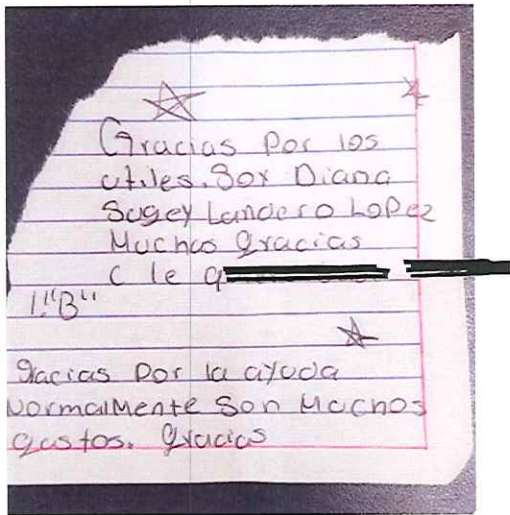 Gracias Por los
utiles. Soy Diana
Sugey Landero LoPez
Muchas gracias
C le
1."B"
gracias Por la ayuda
normalmente son Muchos
gastos. gracias